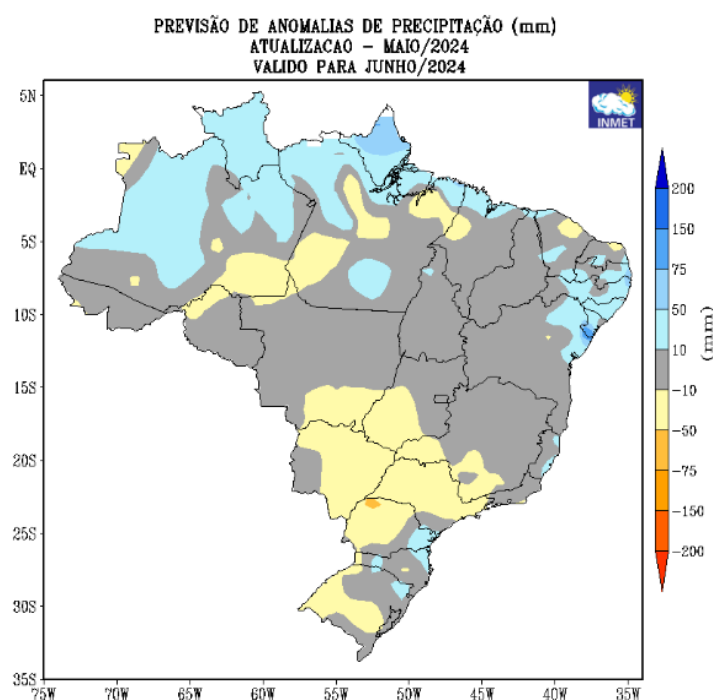 PREVISÃO DE ANOMALIAS DE PRECIPITAÇÃO (mm)
ATUALIZACAO - MAIO/2024
VALIDO PARA JUNHO/2024
INMET
5N
EQ
5S
10S
15S
20S
25S
30S
35S
75W 70W 65W 60W 55W 50W 45W 40W 35W
200
150
75
50
10
-10
-50
-75
-150
-200
(mm)